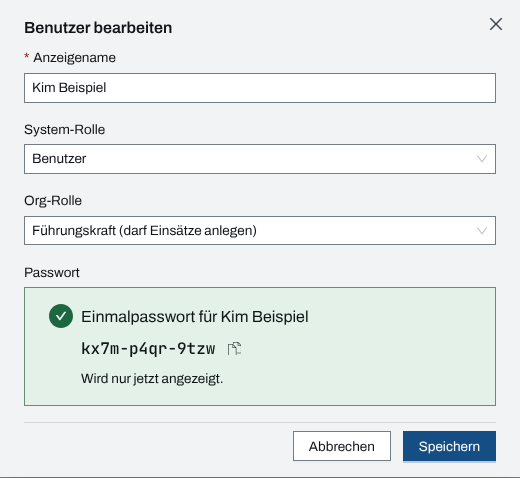 Benutzer bearbeiten
* Anzeigename
Kim Beispiel
System-Rolle
Benutzer
Org-Rolle
Führungskraft (darf Einsätze anlegen)
Passwort
Einmalpasswort für Kim Beispiel
kx7m-p4qr-9tzw
Wird nur jetzt angezeigt.
Abbrechen
Speichern